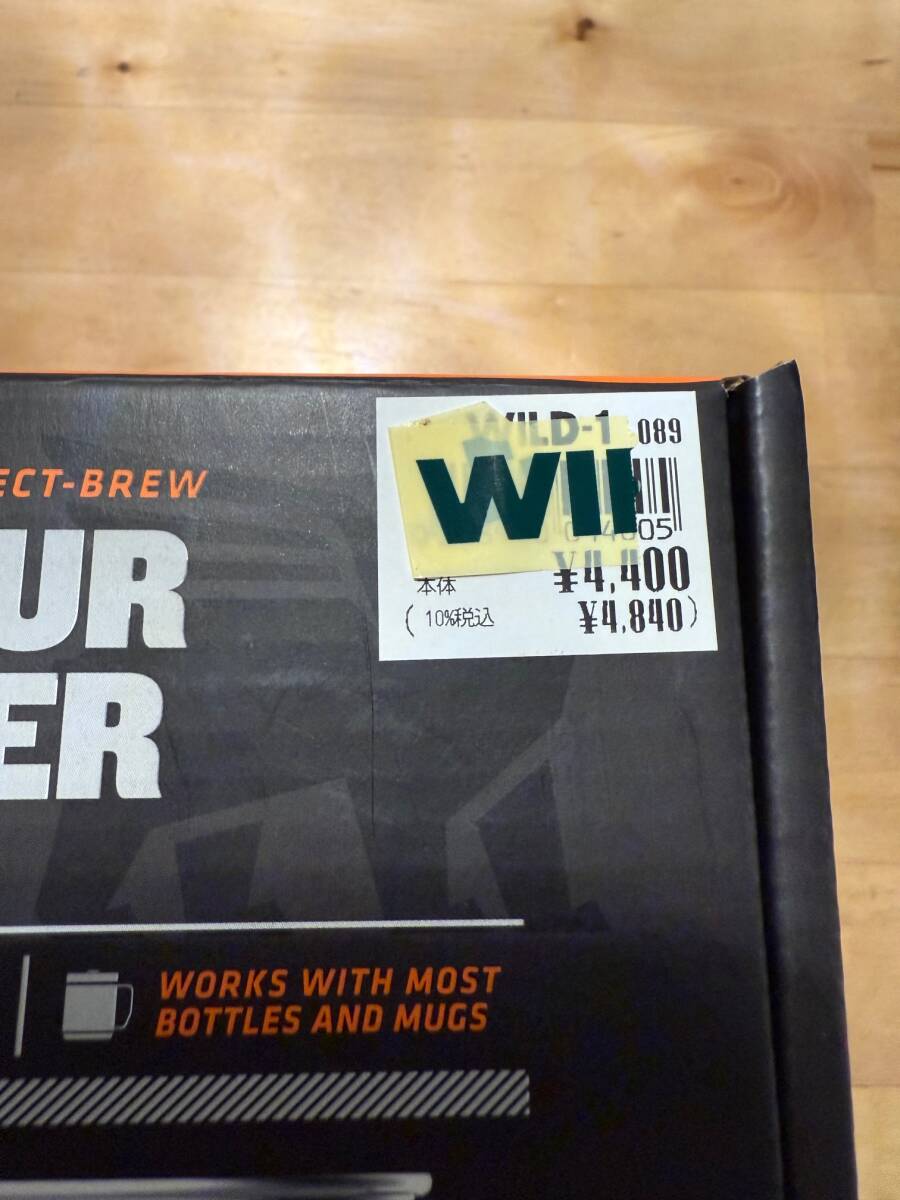 WILD-1 089
WII
¥4,400
本体
( 10%税込 ¥4,840)
ECT-BREW
UR
ER
WORKS WITH MOST
BOTTLES AND MUGS